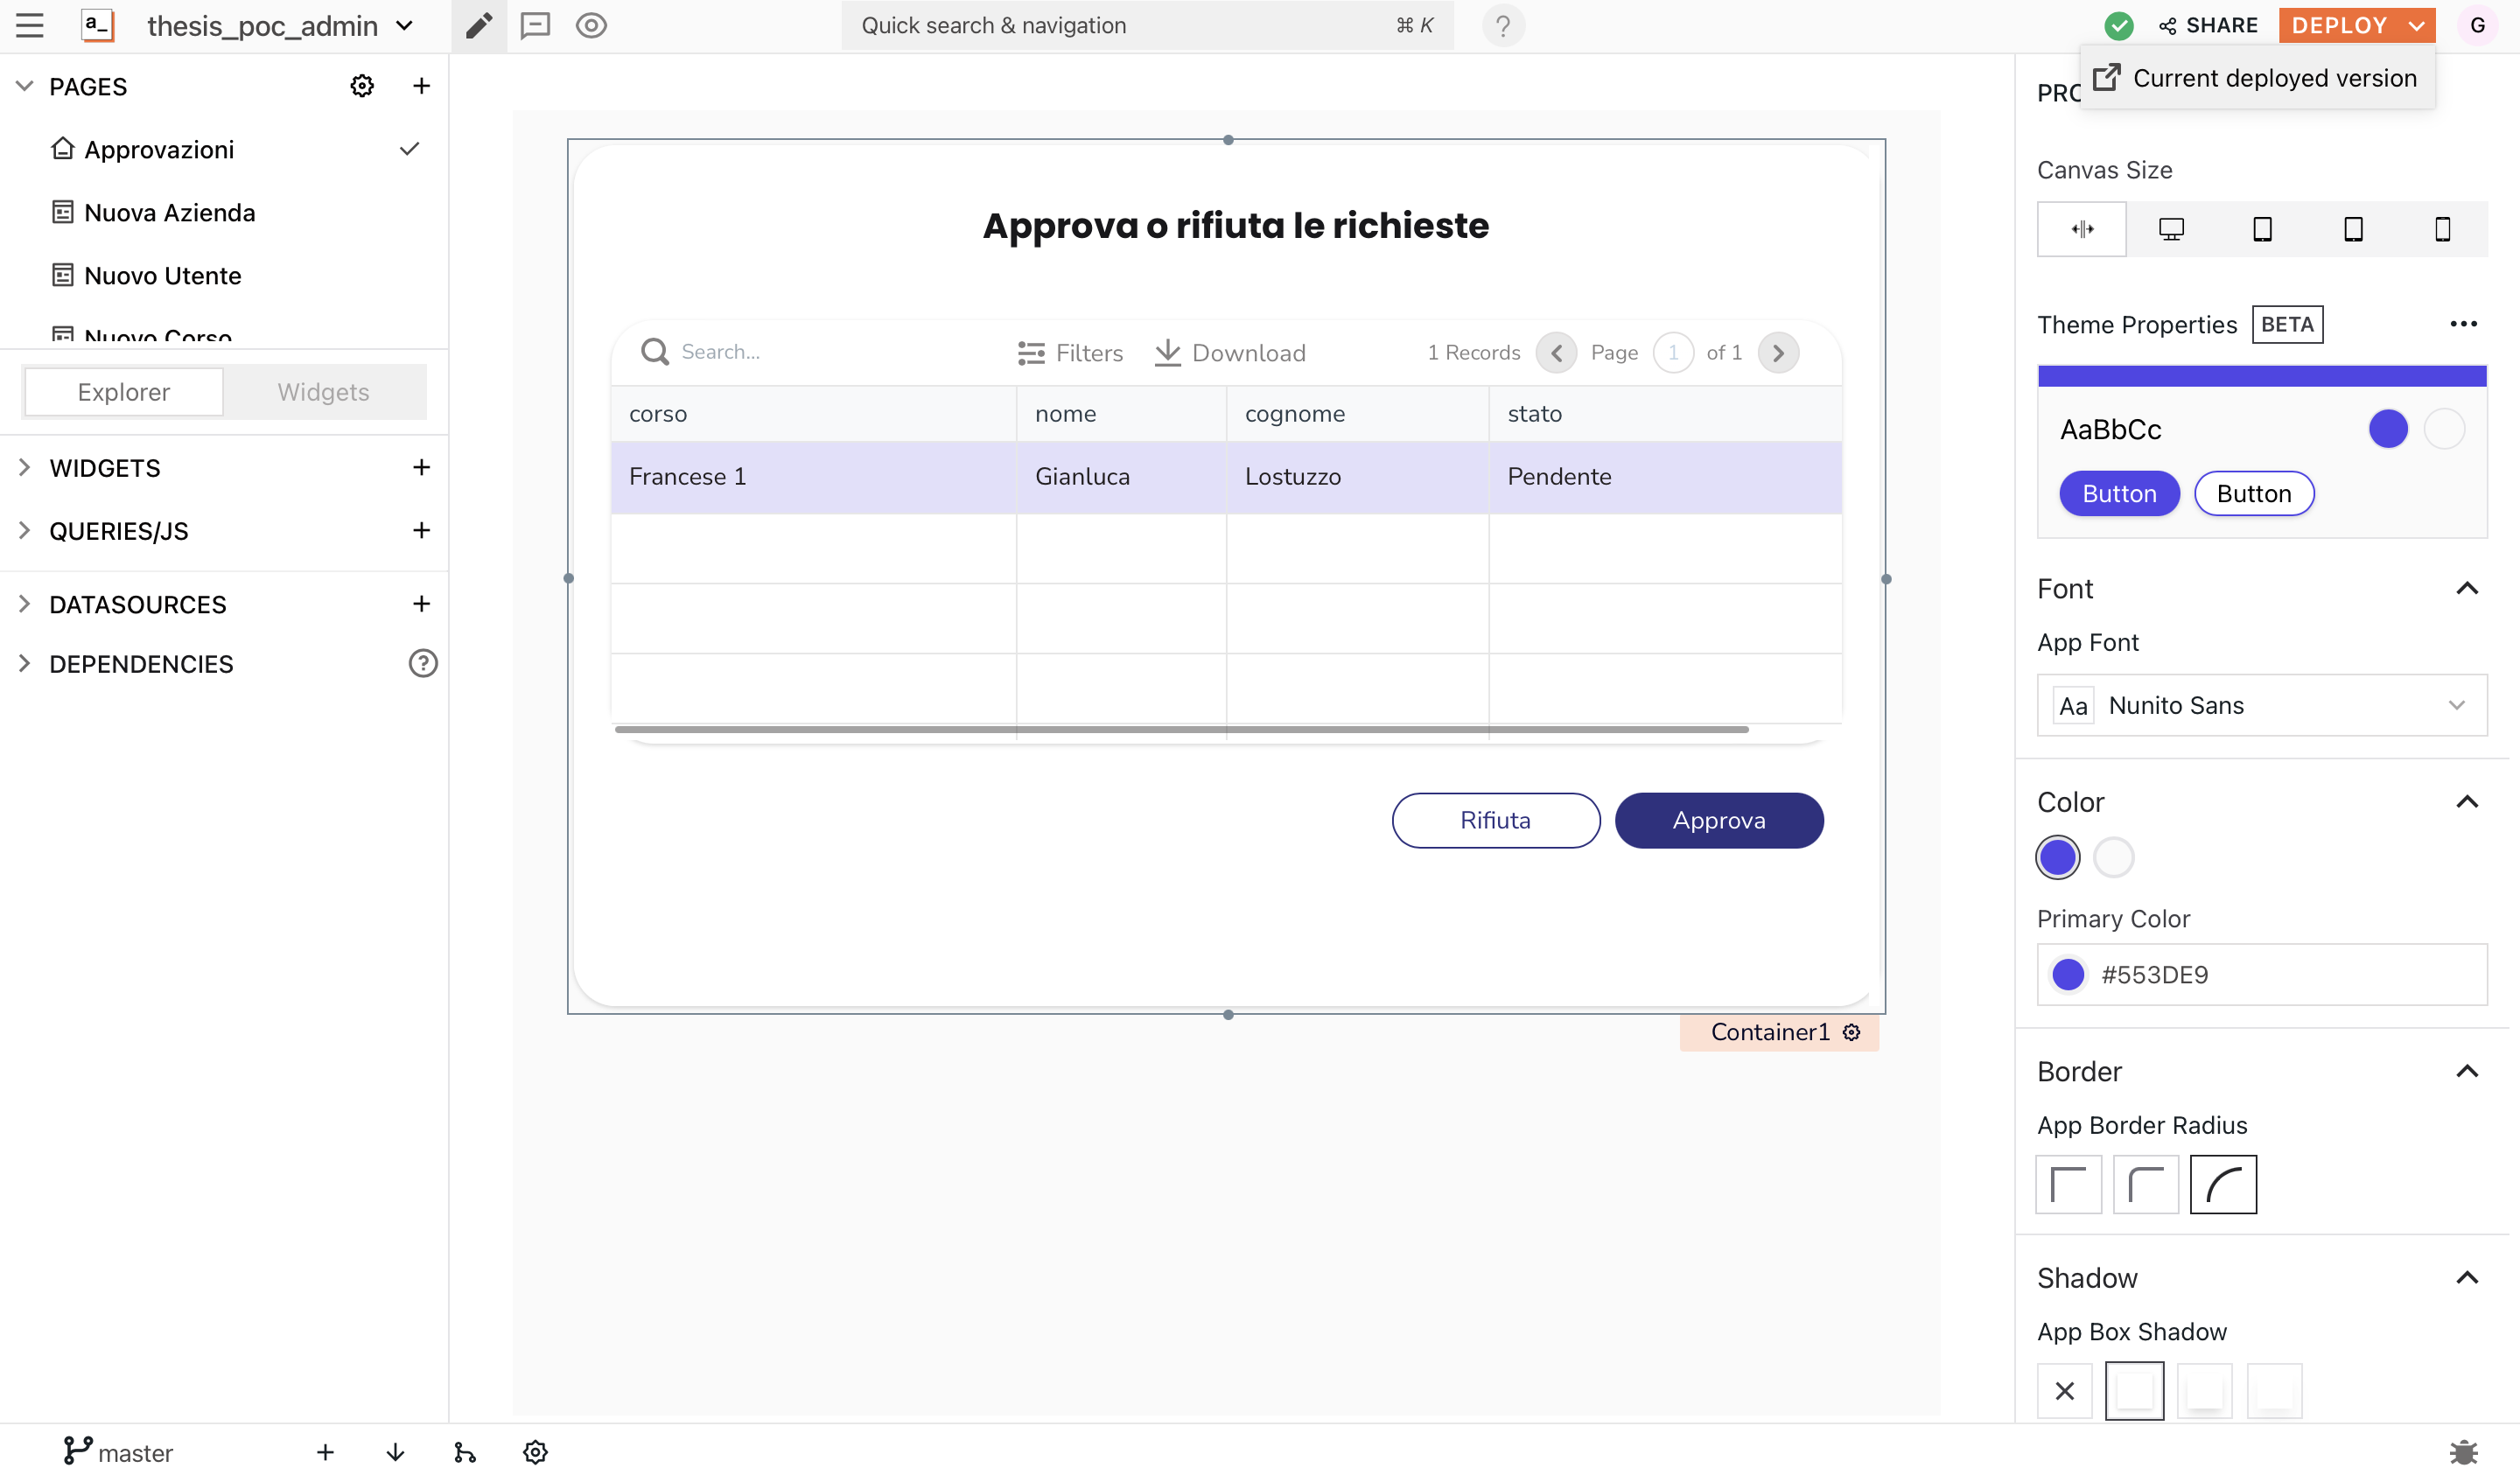 a_ thesis_poc_admin Quick search & navigation ⌘ K ? SHARE DEPLOY G
Current deployed version
PAGES
Approvazioni
Nuova Azienda
Nuovo Utente
Nuovo Corso
Explorer Widgets
WIDGETS
QUERIES/JS
DATASOURCES
DEPENDENCIES ?
Approva o rifiuta le richieste
Search... Filters Download 1 Records Page 1 of 1
corso nome cognome stato
Francese 1 Gianluca Lostuzzo Pendente
Rifiuta Approva
Container1
PRO
Canvas Size
Theme Properties BETA
AaBbCc
Button Button
Font
App Font
Aa Nunito Sans
Color
Primary Color
#553DE9
Border
App Border Radius
Shadow
App Box Shadow
master